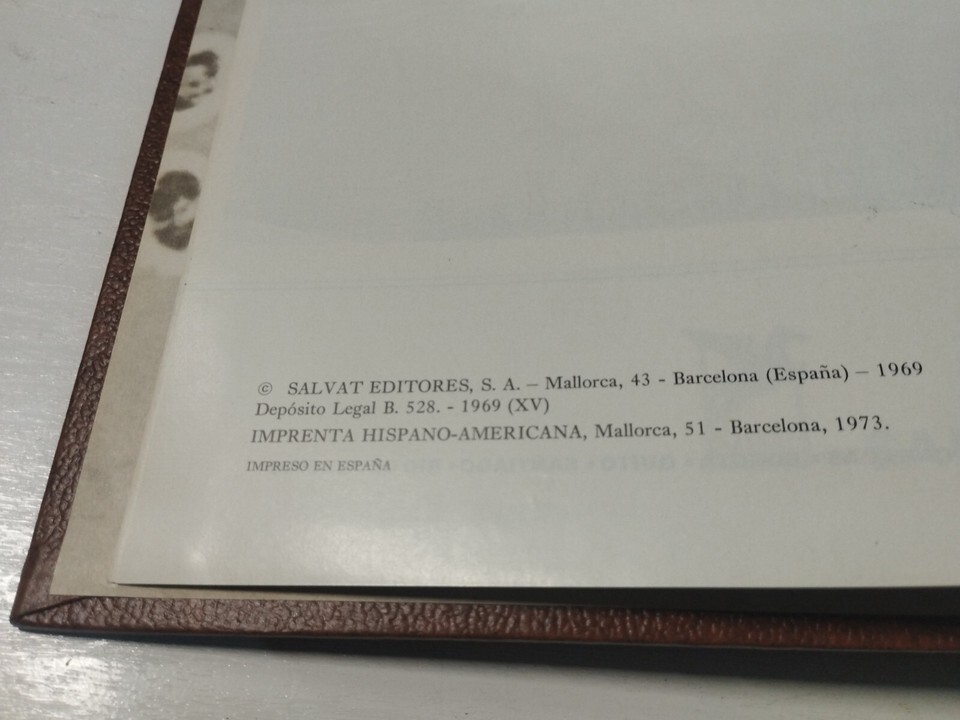 © SALVAT EDITORES, S. A. – Mallorca, 43 - Barcelona (España) – 1969
Depósito Legal B. 528. - 1969 (XV)
IMPRENTA HISPANO-AMERICANA, Mallorca, 51 - Barcelona, 1973.
IMPRESO EN ESPAÑA